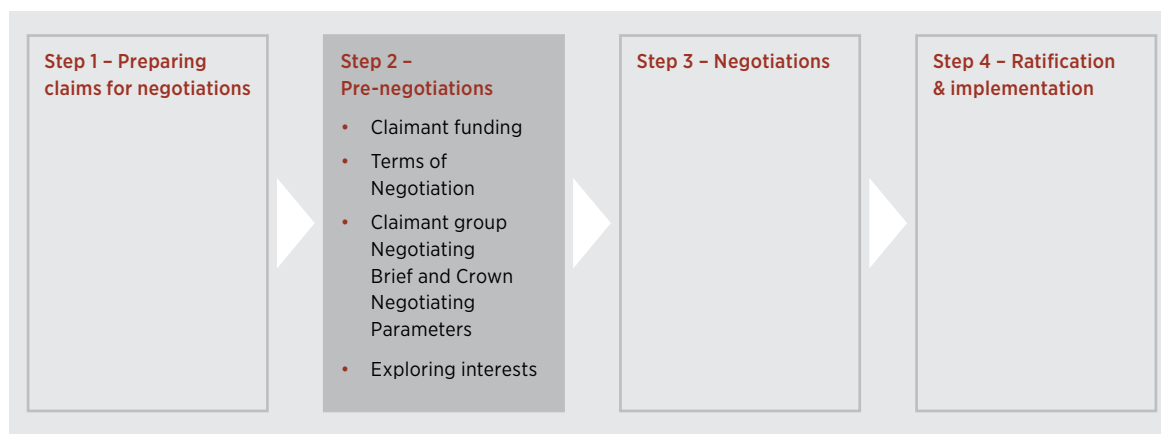 Step 1 – Preparing
claims for negotiations
Step 2 –
Pre-negotiations
• Claimant funding
• Terms of
Negotiation
• Claimant group
Negotiating
Brief and Crown
Negotiating
Parameters
• Exploring interests
Step 3 – Negotiations
Step 4 – Ratification
& implementation